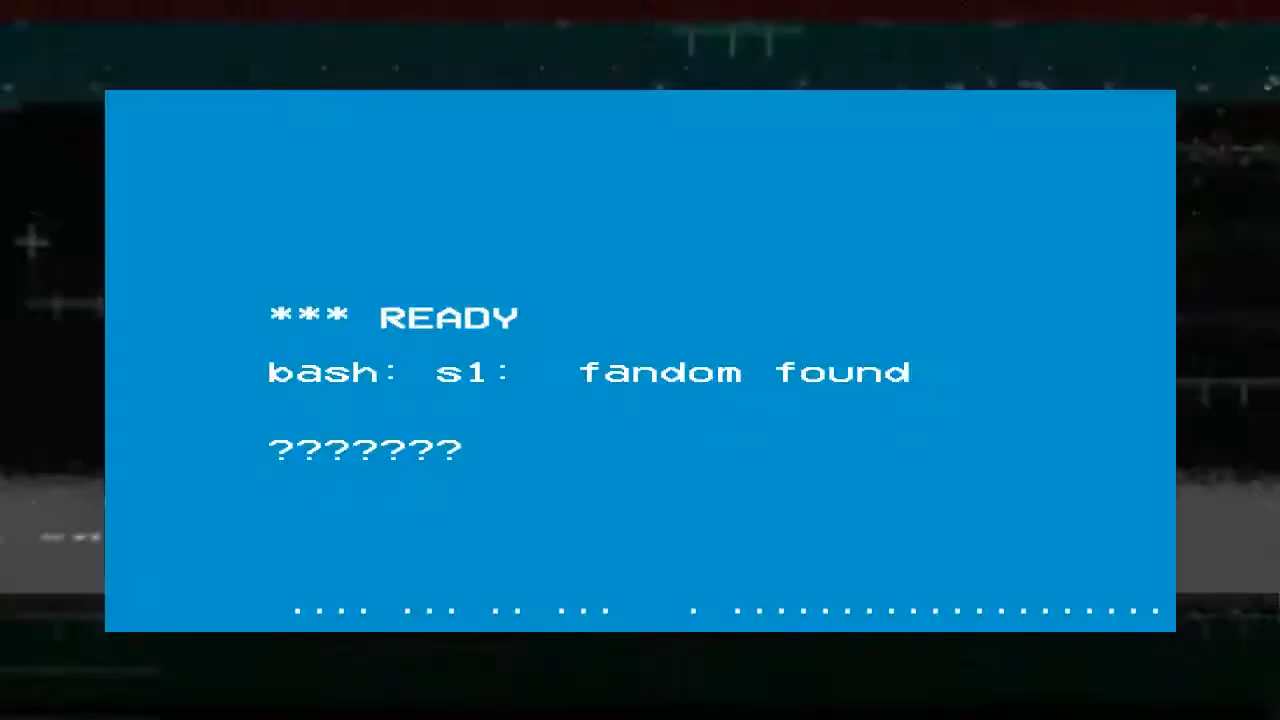 *** READY
bash: s1:  fandom found
???????
.... ... .. ...   . ...................